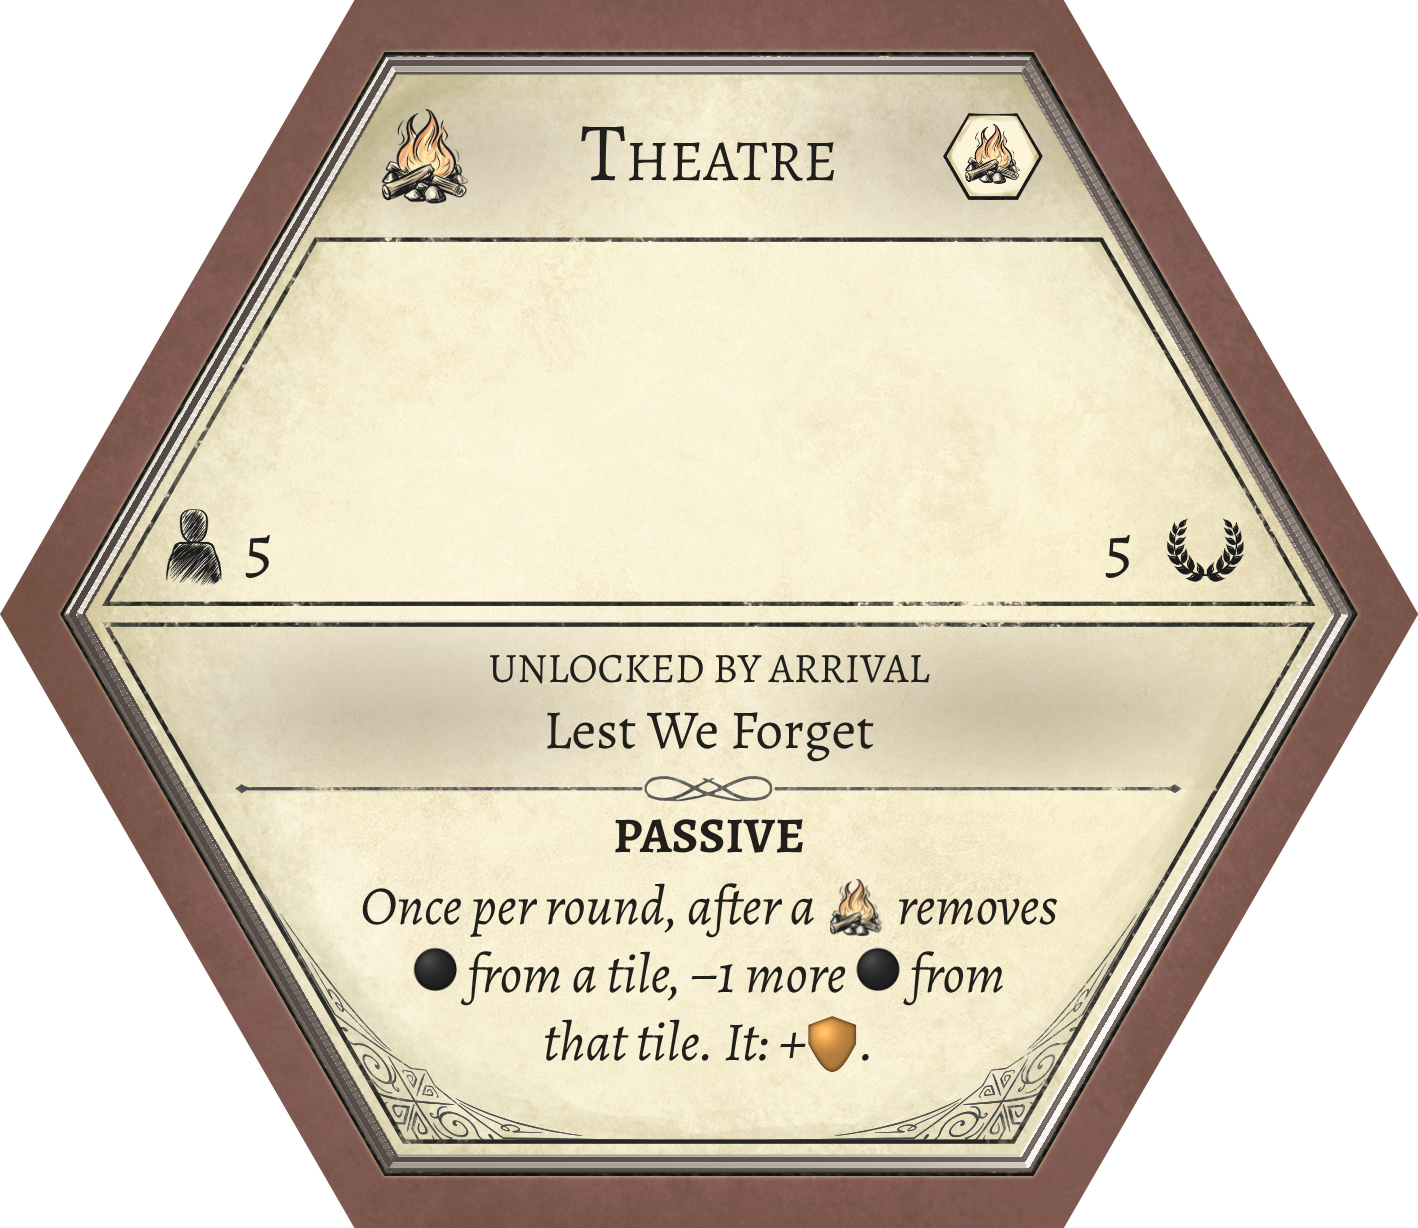 Theatre
5
5
UNLOCKED BY ARRIVAL
Lest We Forget
PASSIVE
Once per round, after a removes
from a tile, –1 more from
that tile. It: + .